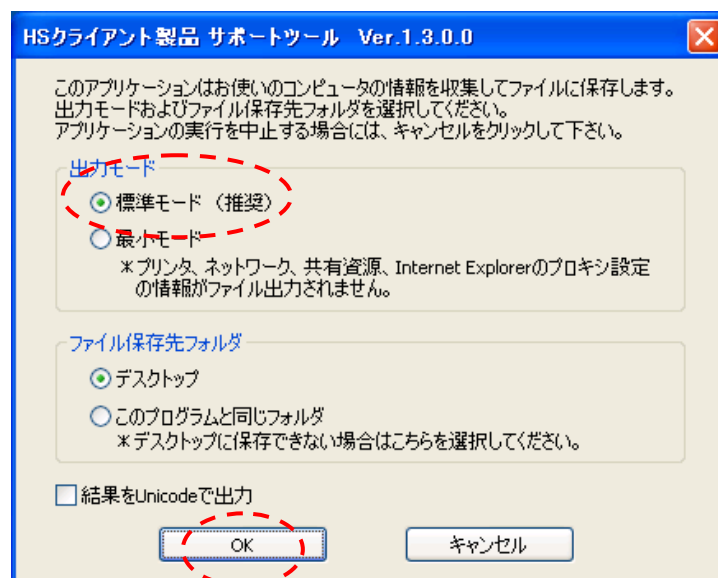 HSクライアント製品 サポートツール Ver.1.3.0.0
このアプリケーションはお使いのコンピュータの情報を収集してファイルに保存します。
出力モードおよびファイル保存先フォルダを選択してください。
アプリケーションの実行を中止する場合には、キャンセルをクリックして下さい。
出力モード
標準モード (推奨)
最小モード
*プリンタ、ネットワーク、共有資源、Internet Explorerのプロキシ設定
の情報がファイル出力されません。
ファイル保存先フォルダ
デスクトップ
このプログラムと同じフォルダ
*デスクトップに保存できない場合はこちらを選択してください。
結果をUnicodeで出力
OK
キャンセル